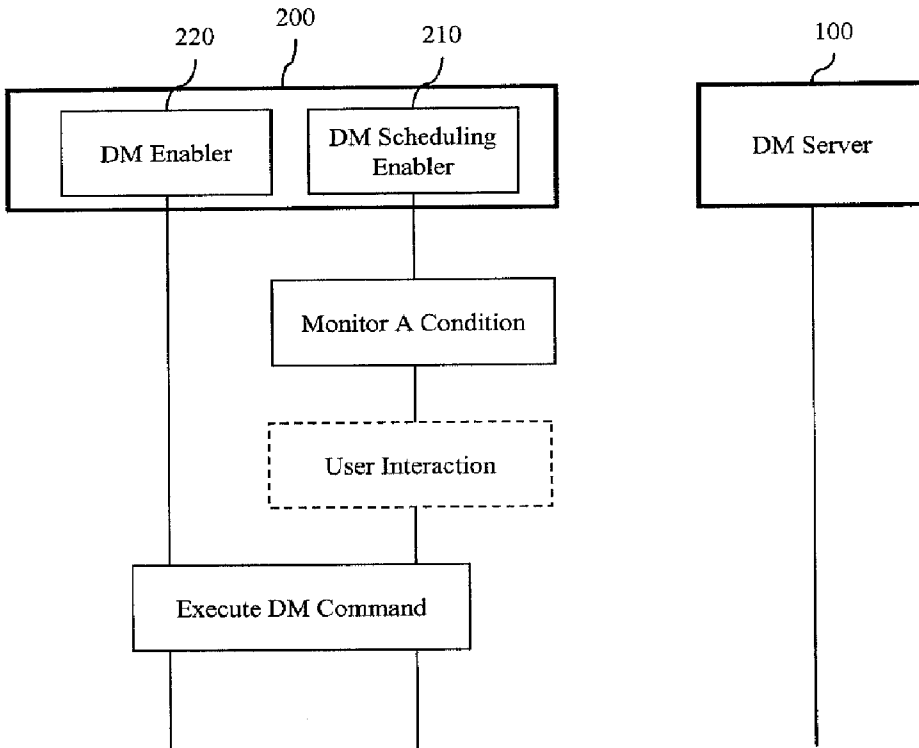 220
200
210
100
DM Enabler
DM Scheduling
Enabler
DM Server
Monitor A Condition
User Interaction
Execute DM Command